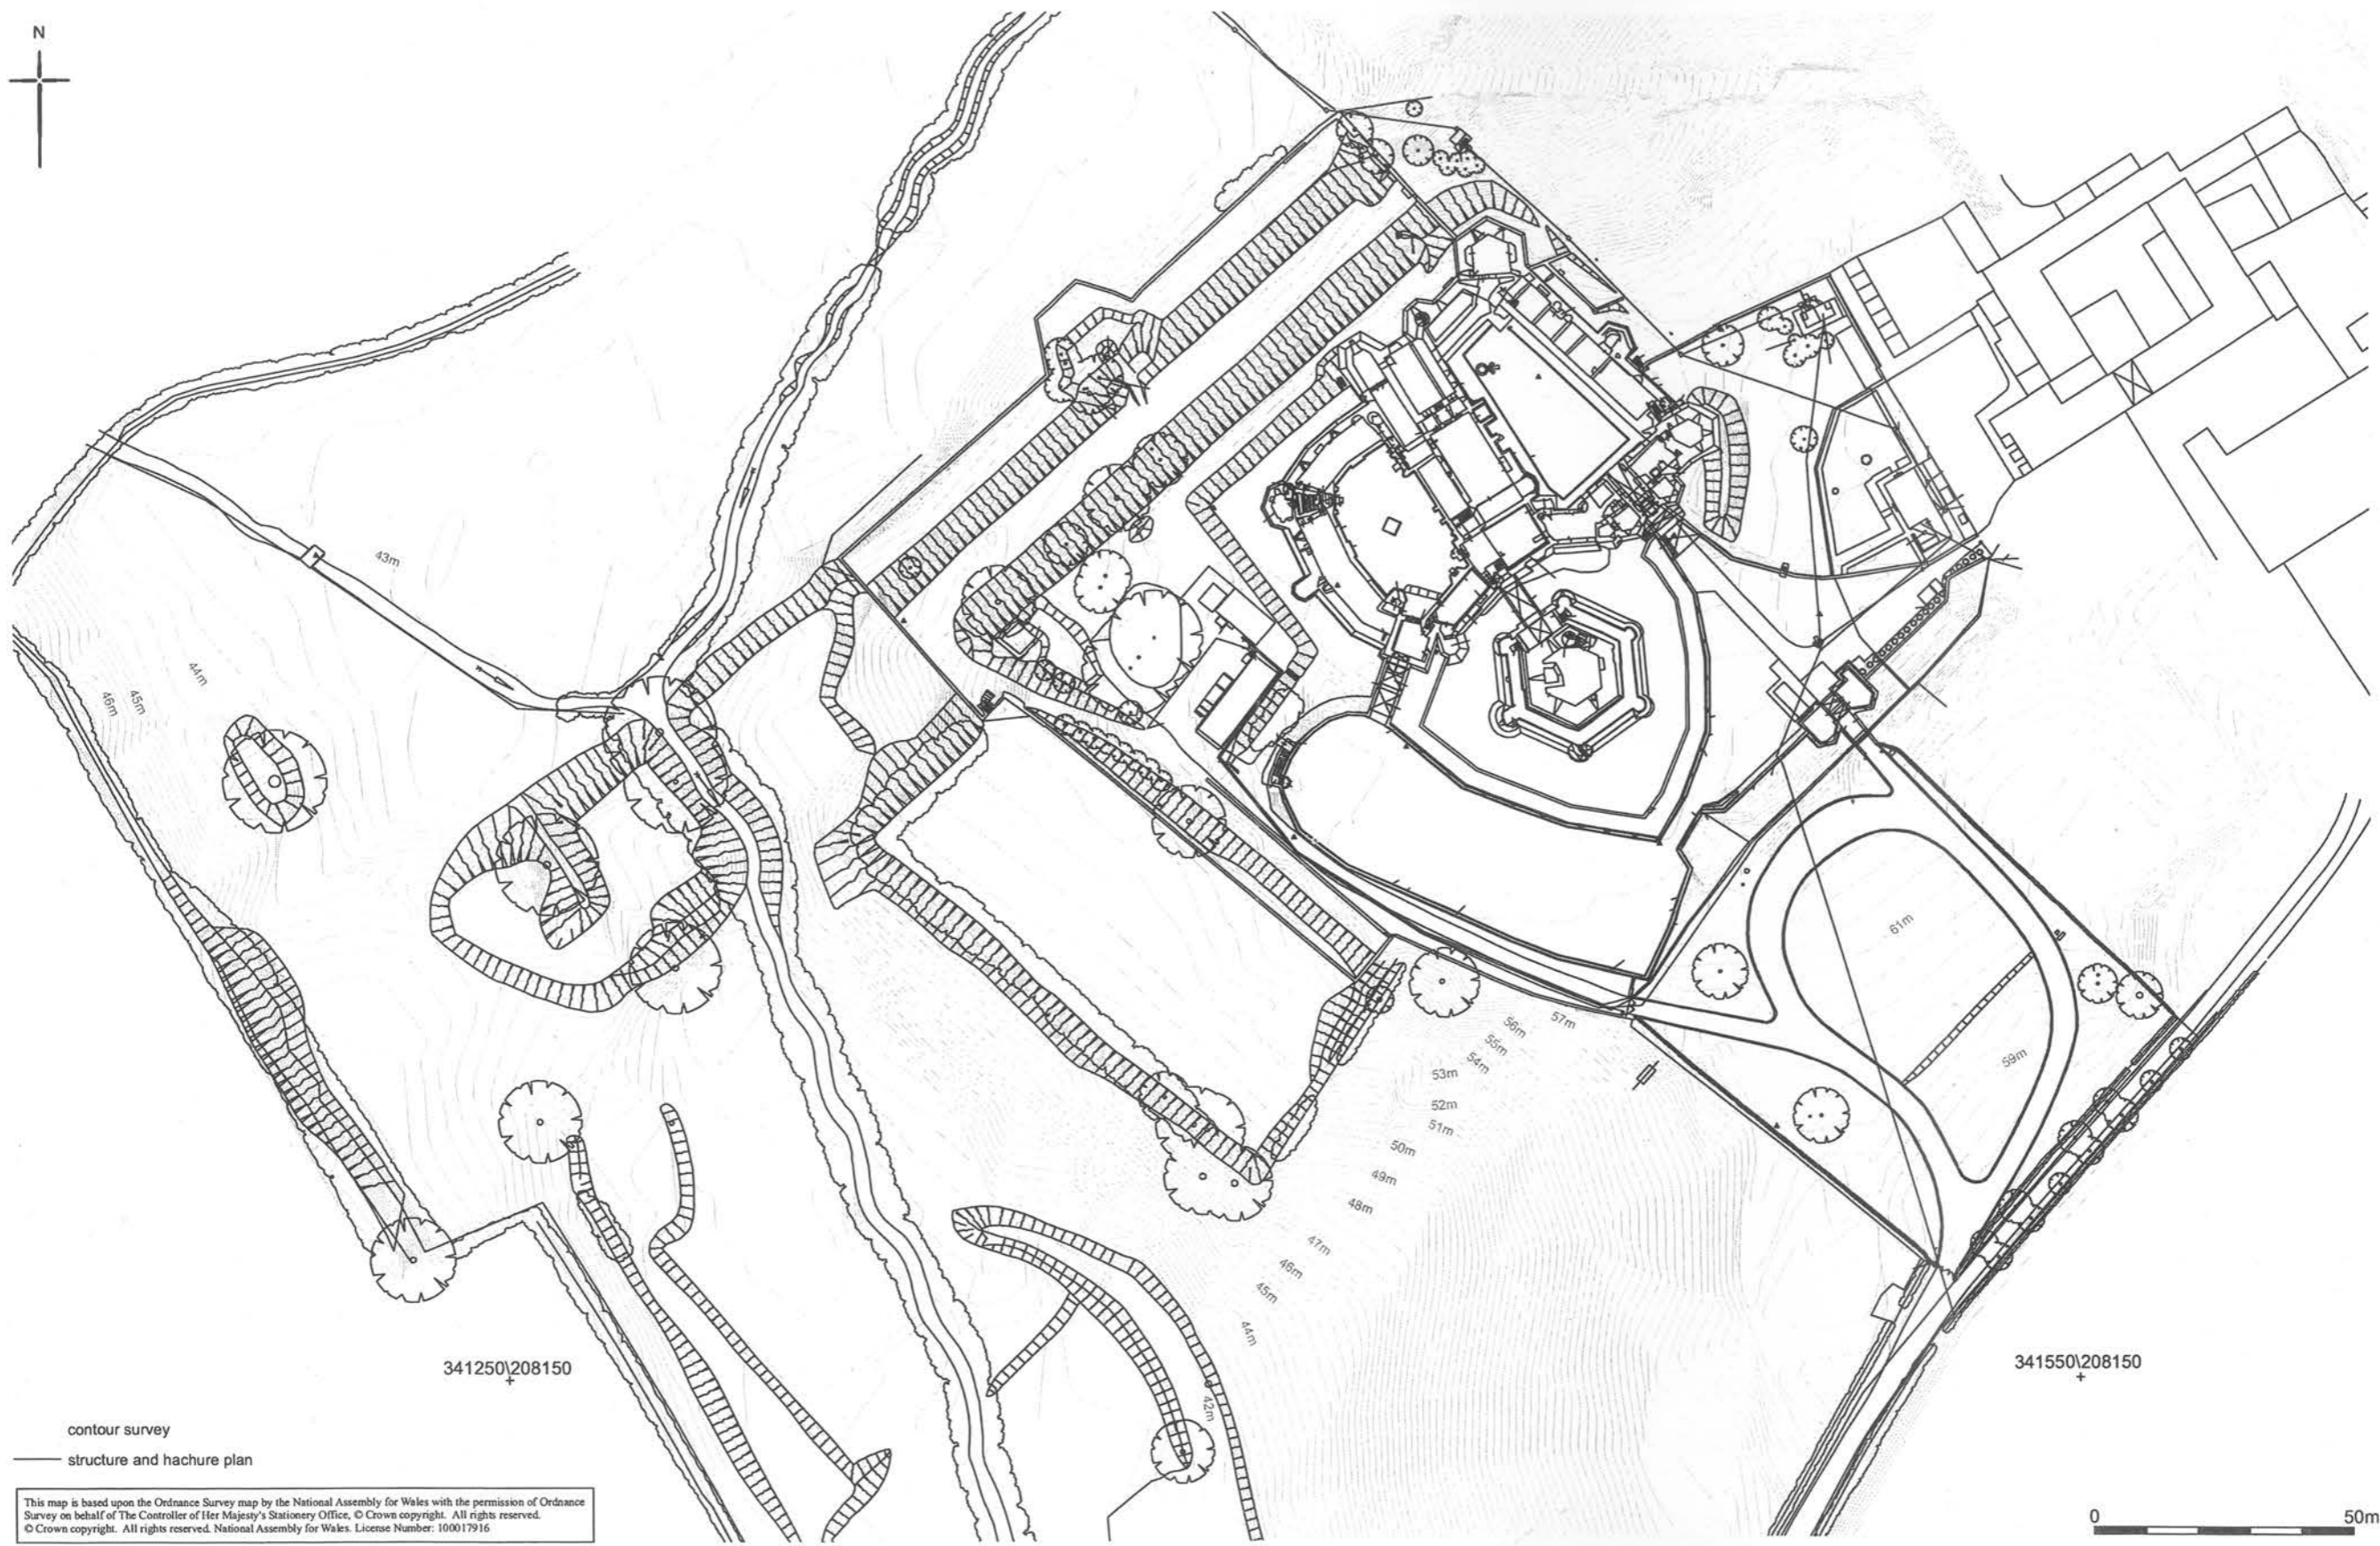 N
43m
44m
45m
46m
61m
59m
57m
56m
55m
54m
53m
52m
51m
50m
49m
48m
47m
46m
45m
44m
42m
341250\208150
341550\208150
contour survey
structure and hachure plan
This map is based upon the Ordnance Survey map by the National Assembly for Wales with the permission of Ordnance
Survey on behalf of The Controller of Her Majesty's Stationery Office, © Crown copyright. All rights reserved.
© Crown copyright. All rights reserved. National Assembly for Wales. License Number: 100017916
0 50m